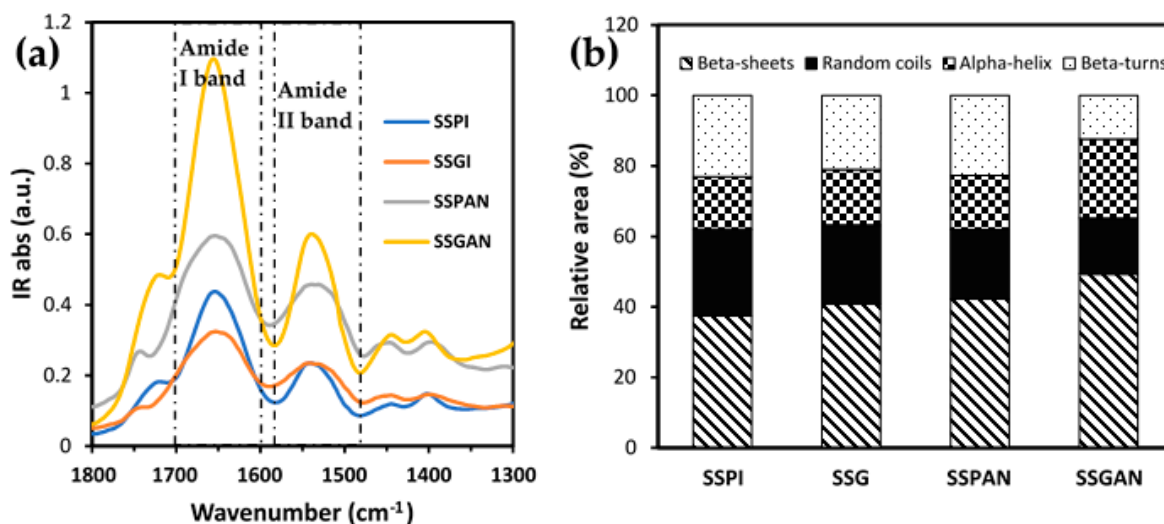 (a)
1.2
1
0.8
0.6
0.4
0.2
0
IR abs (a.u.)
Amide
I band
Amide
II band
SSPI
SSGI
SSPAN
SSGAN
1800 1700 1600 1500 1400 1300
Wavenumber (cm⁻¹)
(b)
120
100
80
60
40
20
0
Relative area (%)
Beta-sheets Random coils Alpha-helix Beta-turns
SSPI SSG SSPAN SSGAN